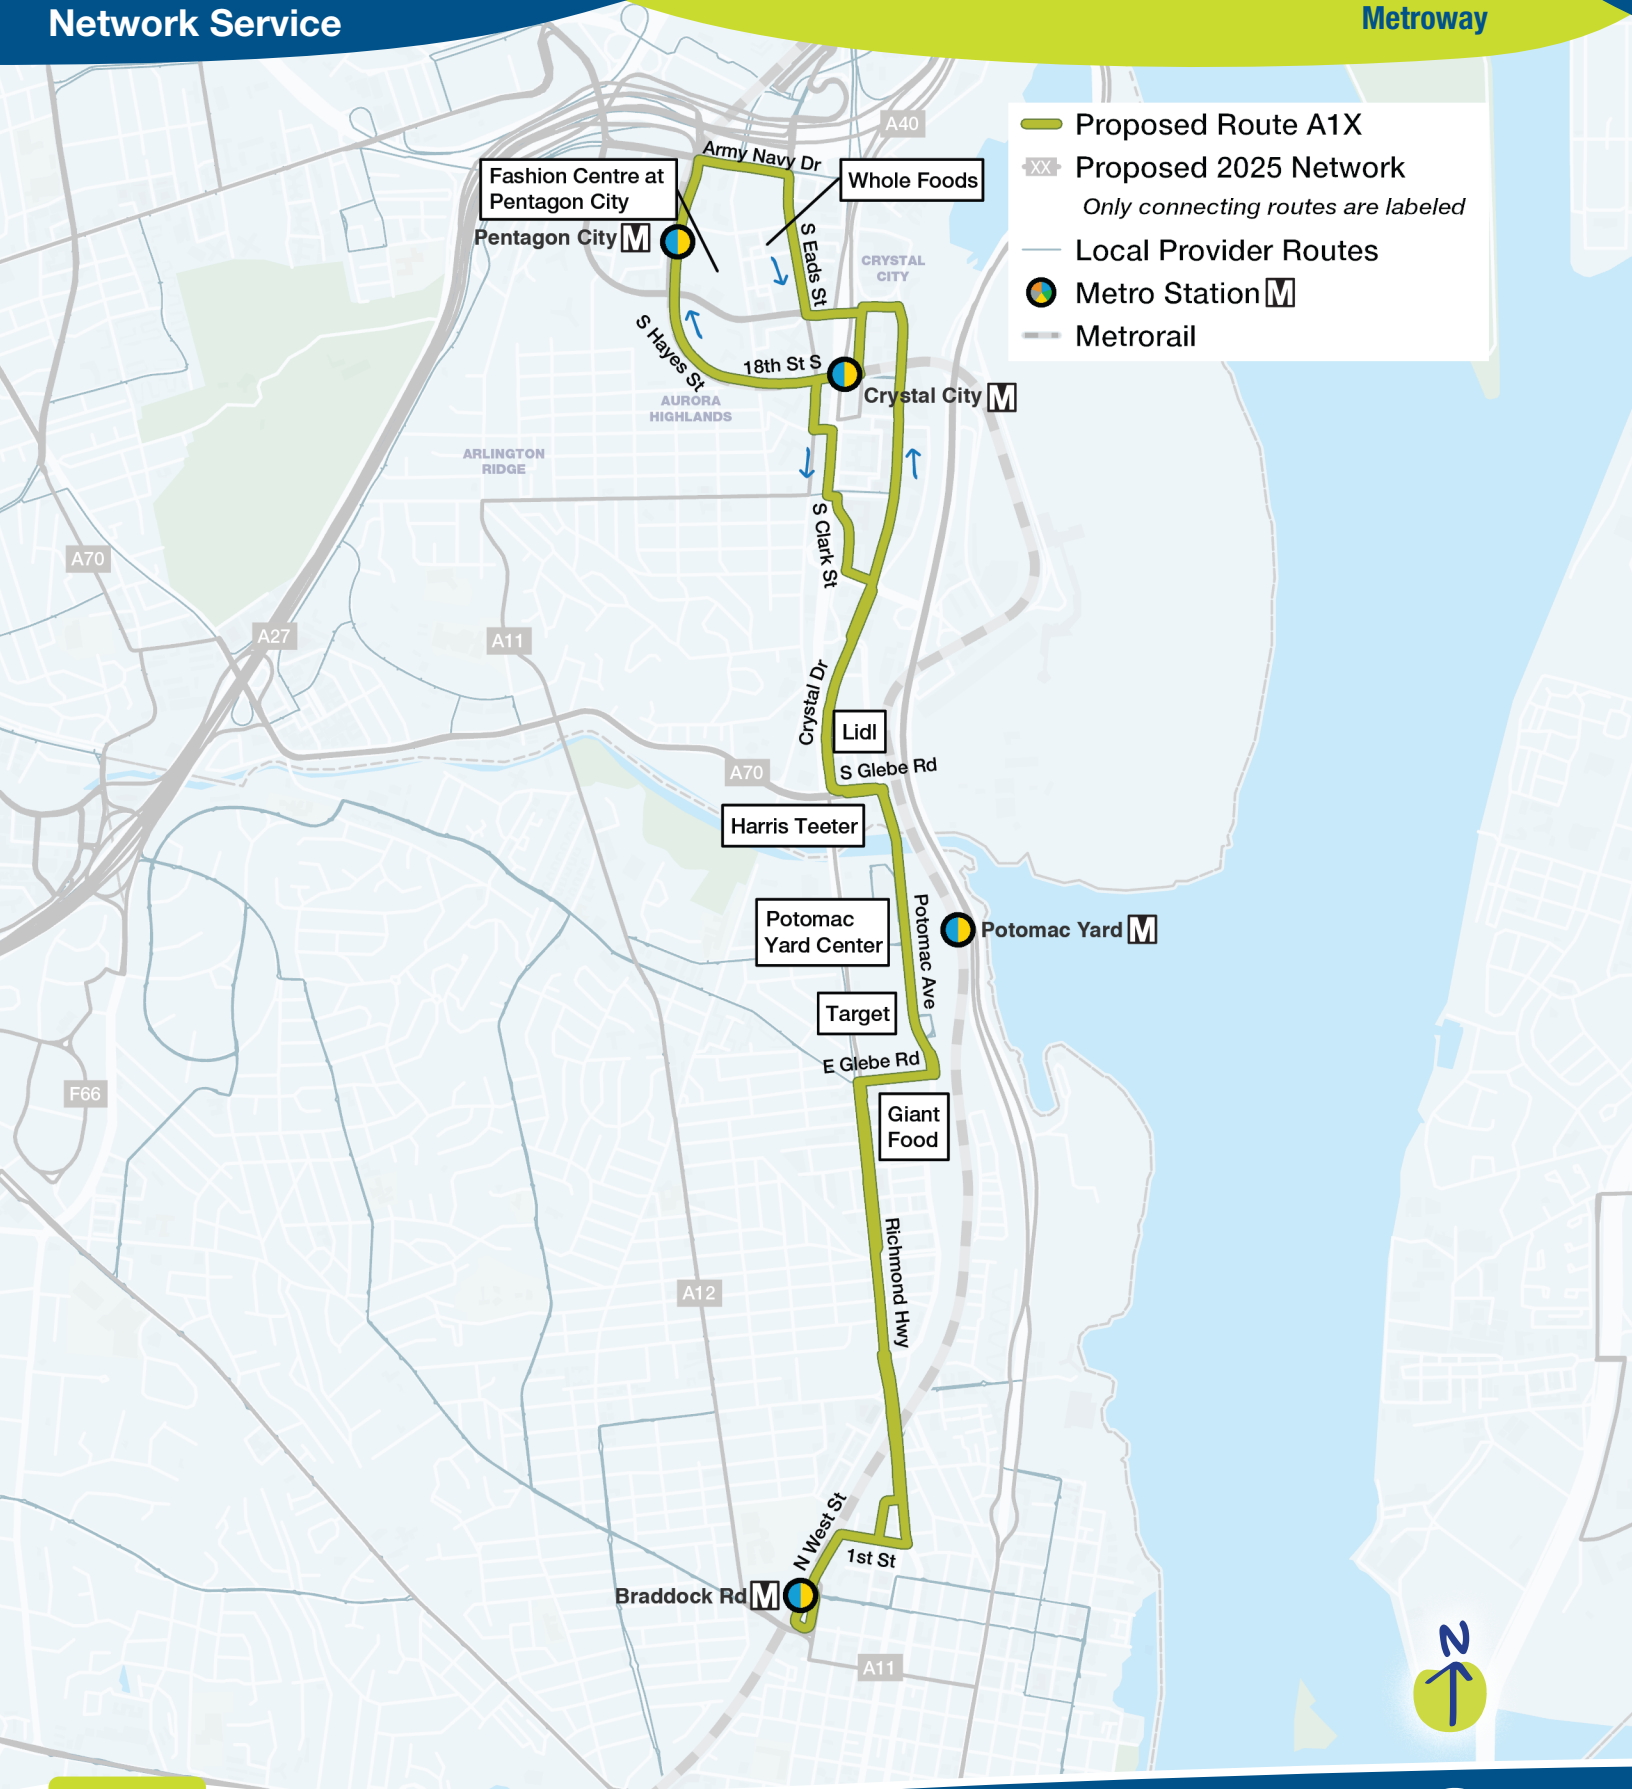 Network Service
Metroway
Proposed Route A1X
XX
Proposed 2025 Network
Only connecting routes are labeled
Local Provider Routes
Metro Station M
Metrorail
A40
Army Navy Dr
Fashion Centre at
Pentagon City
Whole Foods
Pentagon City M
S Eads St
CRYSTAL
CITY
S Hayes St
18th St S
Crystal City M
AURORA
HIGHLANDS
ARLINGTON
RIDGE
S Clark St
A70
A27
A11
Crystal Dr
Lidl
S Glebe Rd
A70
Harris Teeter
Potomac
Yard Center
Potomac Ave
Potomac Yard M
Target
E Glebe Rd
F66
Giant
Food
Richmond Hwy
A12
N West St
1st St
Braddock Rd M
A11
N